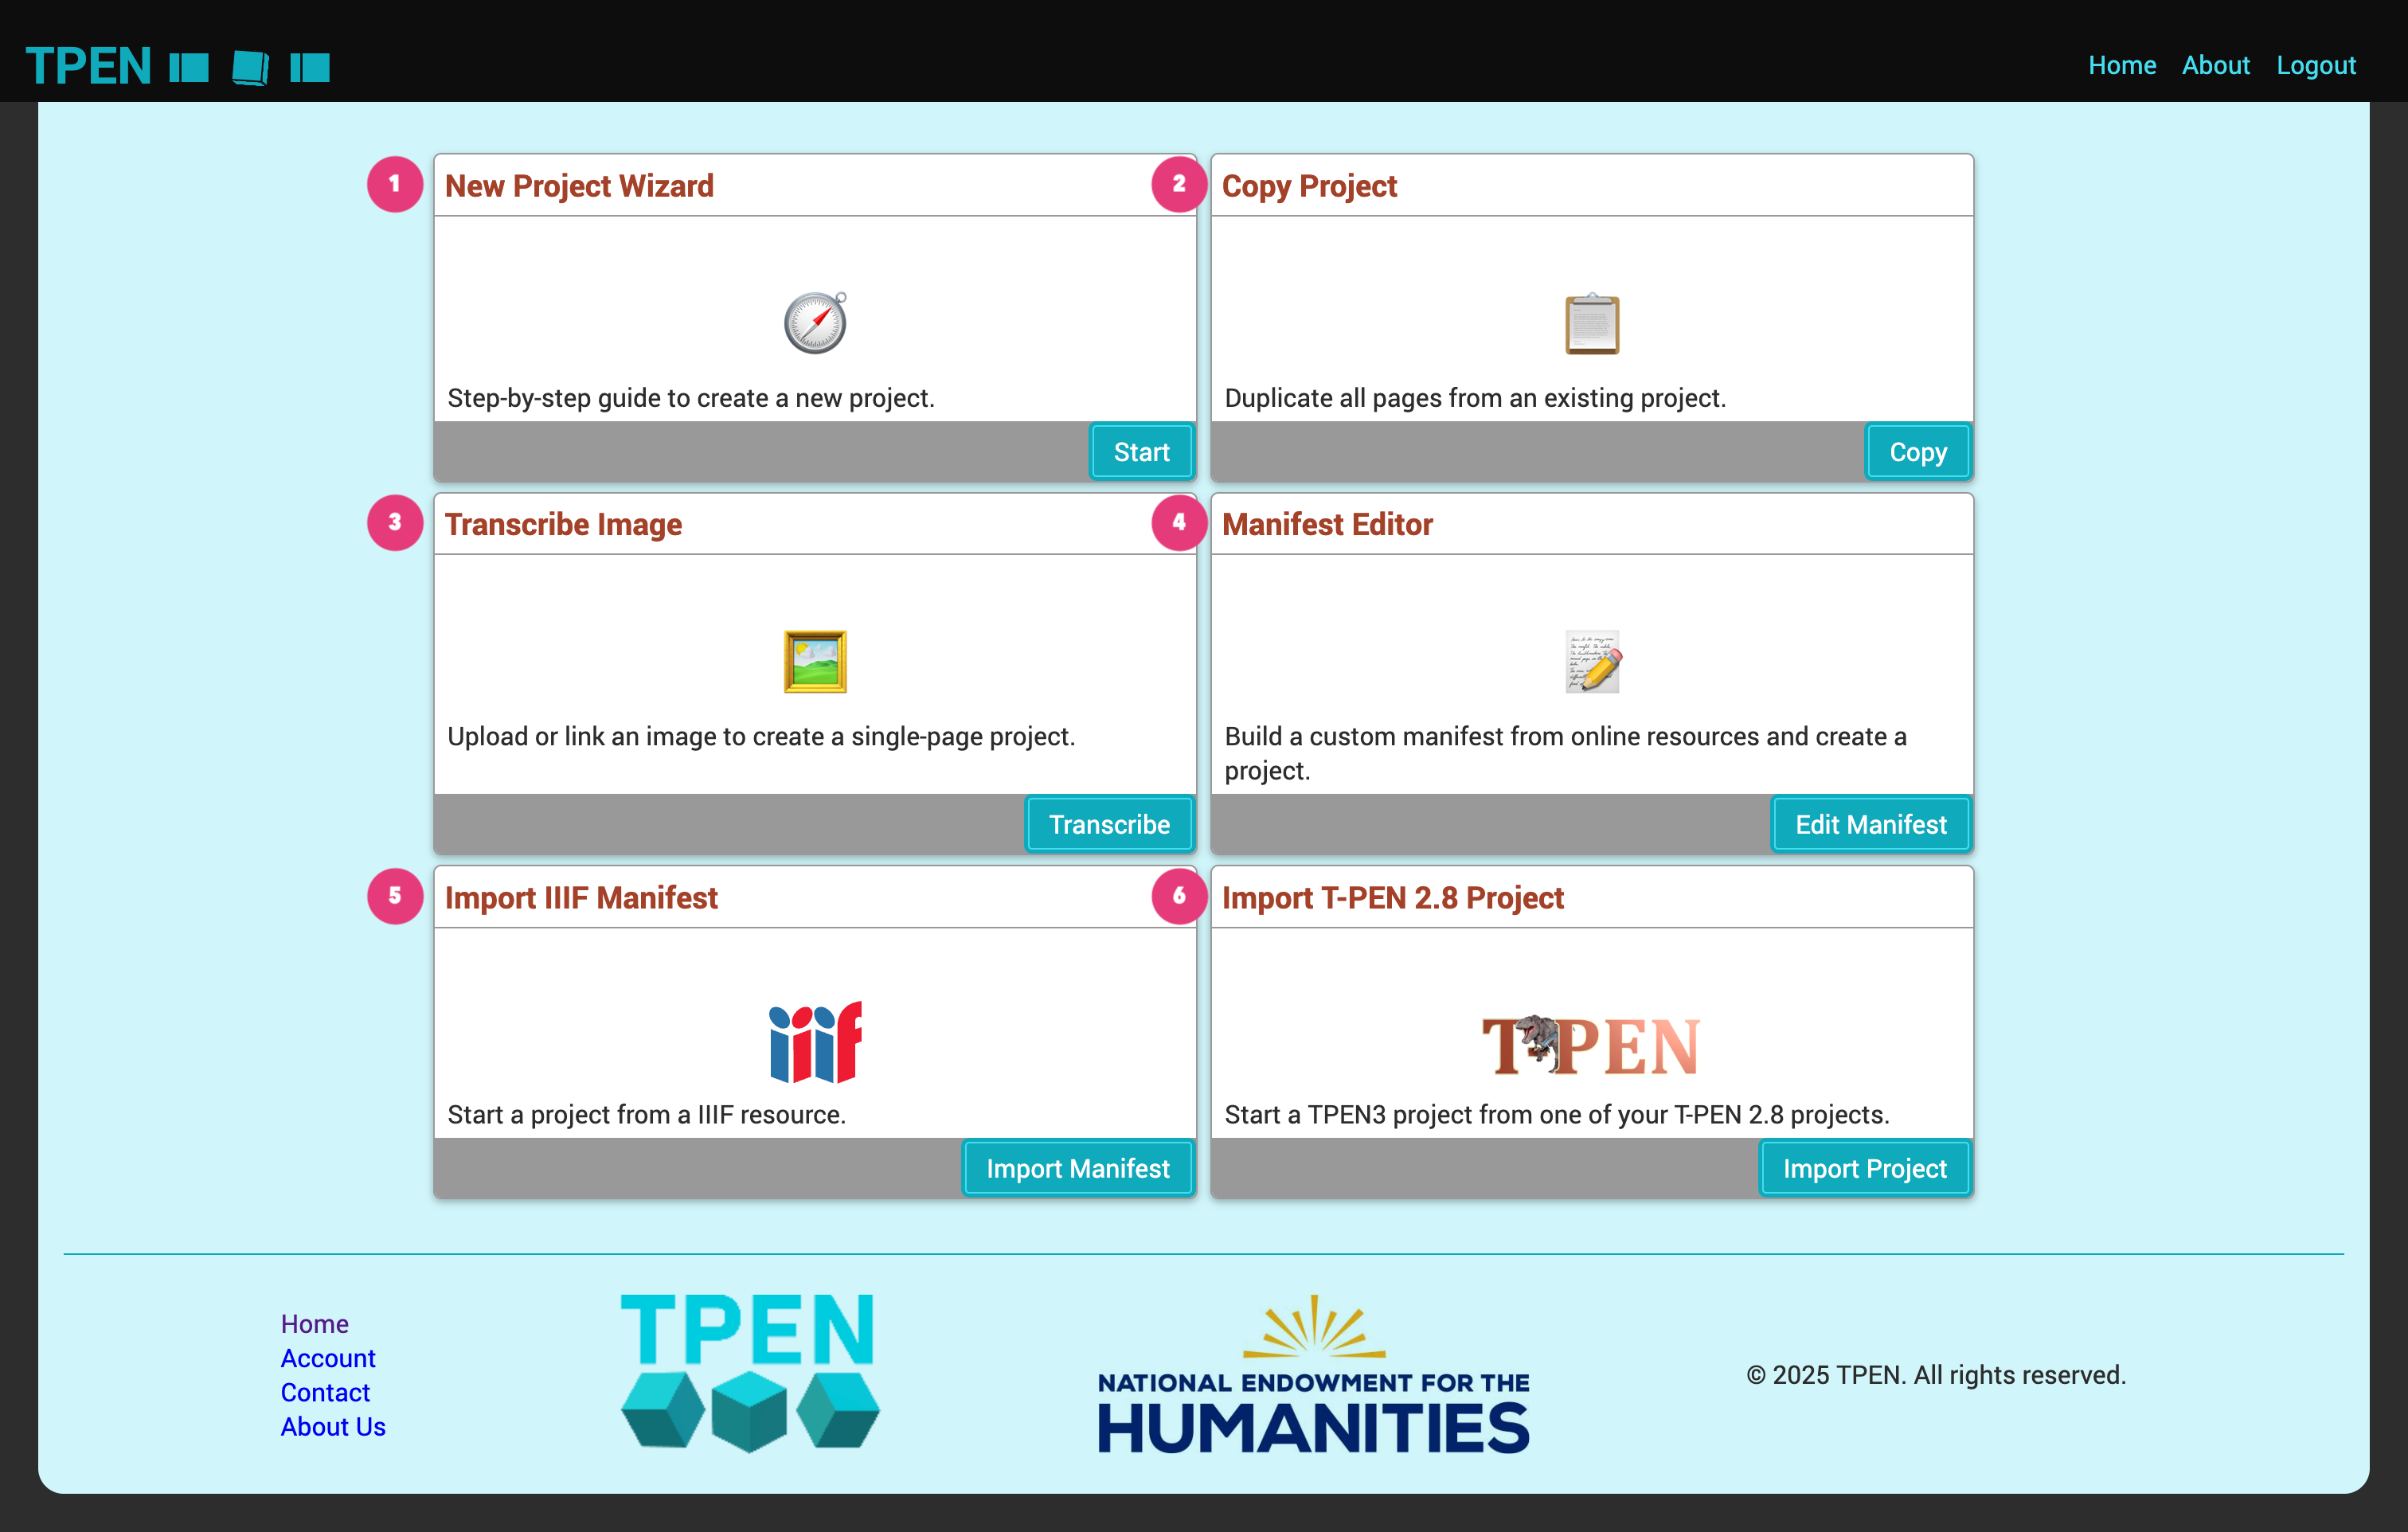 TPEN
Home About Logout
1 New Project Wizard
Step-by-step guide to create a new project.
Start
2 Copy Project
Duplicate all pages from an existing project.
Copy
3 Transcribe Image
Upload or link an image to create a single-page project.
Transcribe
4 Manifest Editor
Build a custom manifest from online resources and create a
project.
Edit Manifest
5 Import IIIF Manifest
iiif
Start a project from a IIIF resource.
Import Manifest
6 Import T-PEN 2.8 Project
T-PEN
Start a TPEN3 project from one of your T-PEN 2.8 projects.
Import Project
Home
Account
Contact
About Us
TPEN
NATIONAL ENDOWMENT FOR THE
HUMANITIES
© 2025 TPEN. All rights reserved.